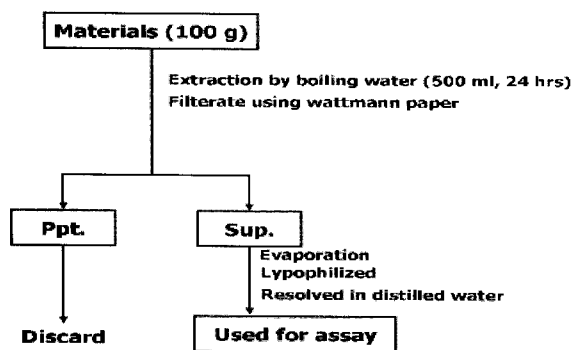 Materials (100 g)
Extraction by boiling water (500 ml, 24 hrs)
Filterate using wattmann paper
Ppt.
Sup.
Evaporation
Lypophilized
Resolved in distilled water
Discard
Used for assay